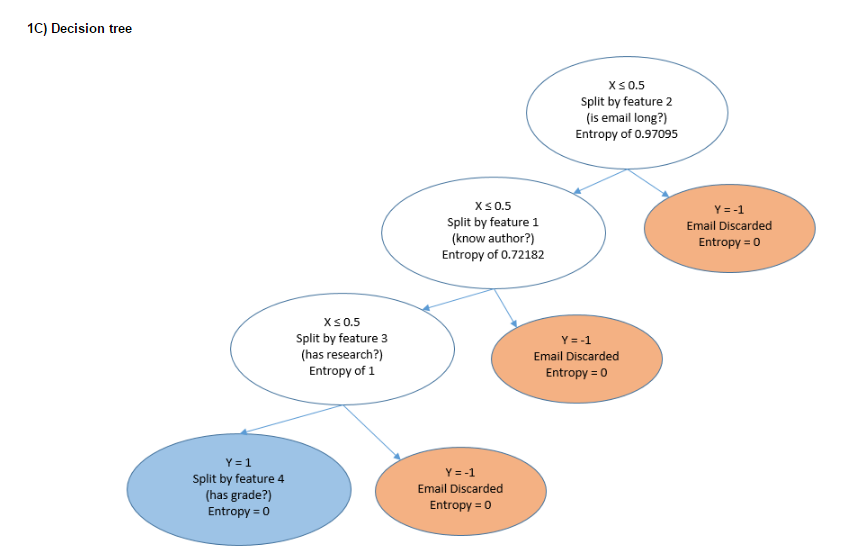 1C) Decision tree
X ≤ 0.5
Split by feature 2
(is email long?)
Entropy of 0.97095
X ≤ 0.5
Split by feature 1
(know author?)
Entropy of 0.72182
Y = -1
Email Discarded
Entropy = 0
X ≤ 0.5
Split by feature 3
(has research?)
Entropy of 1
Y = -1
Email Discarded
Entropy = 0
Y = 1
Split by feature 4
(has grade?)
Entropy = 0
Y = -1
Email Discarded
Entropy = 0